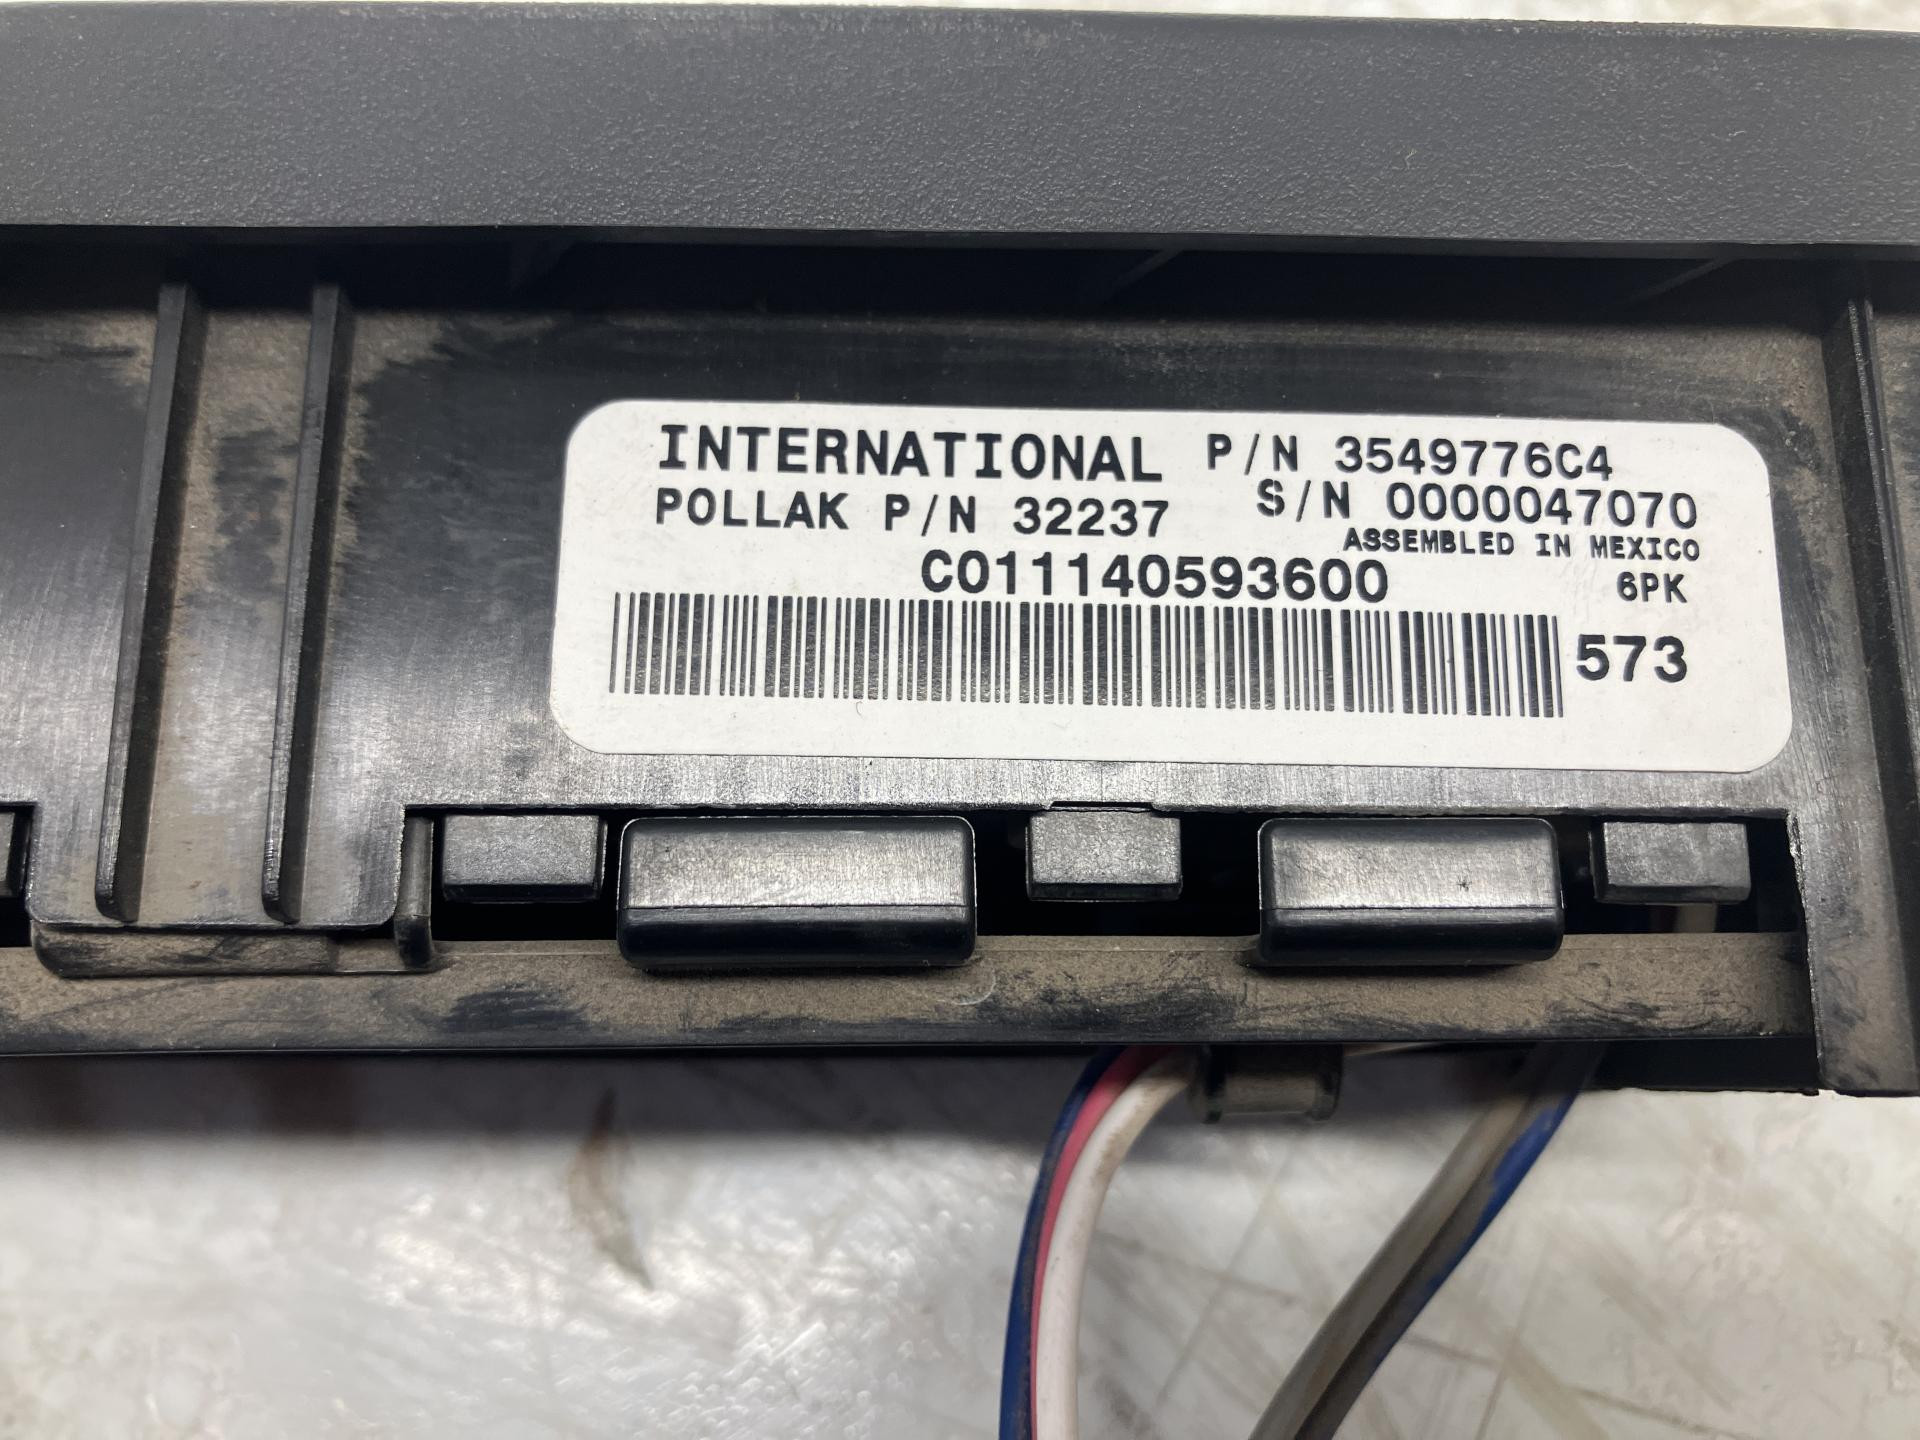 INTERNATIONAL P/N 3549776C4
POLLAK P/N 32237 S/N 0000047070
ASSEMBLED IN MEXICO
C011140593600 6PK
573